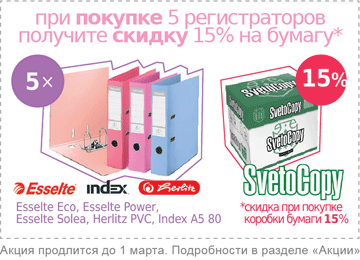 при покупке 5 регистраторов
получите скидку 15% на бумагу*
5×
15%
SvetoCopy
Esselte
INDEX
Berlitz
SvetoCopy
Esselte Eco, Esselte Power,
Esselte Solea, Herlitz PVC, Index A5 80
*скидка при покупке
коробки бумаги 15%
Акция продлится до 1 марта. Подробности в разделе «Акции»